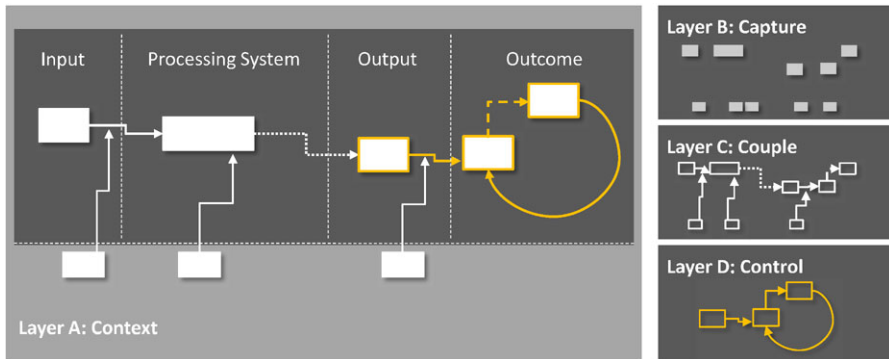 Input
Processing System
Output
Outcome
Layer A: Context
Layer B: Capture
Layer C: Couple
Layer D: Control